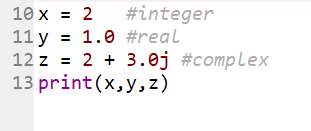 10 x = 2   #integer
11 y = 1.0 #real
12 z = 2 + 3.0j #complex
13 print(x,y,z)